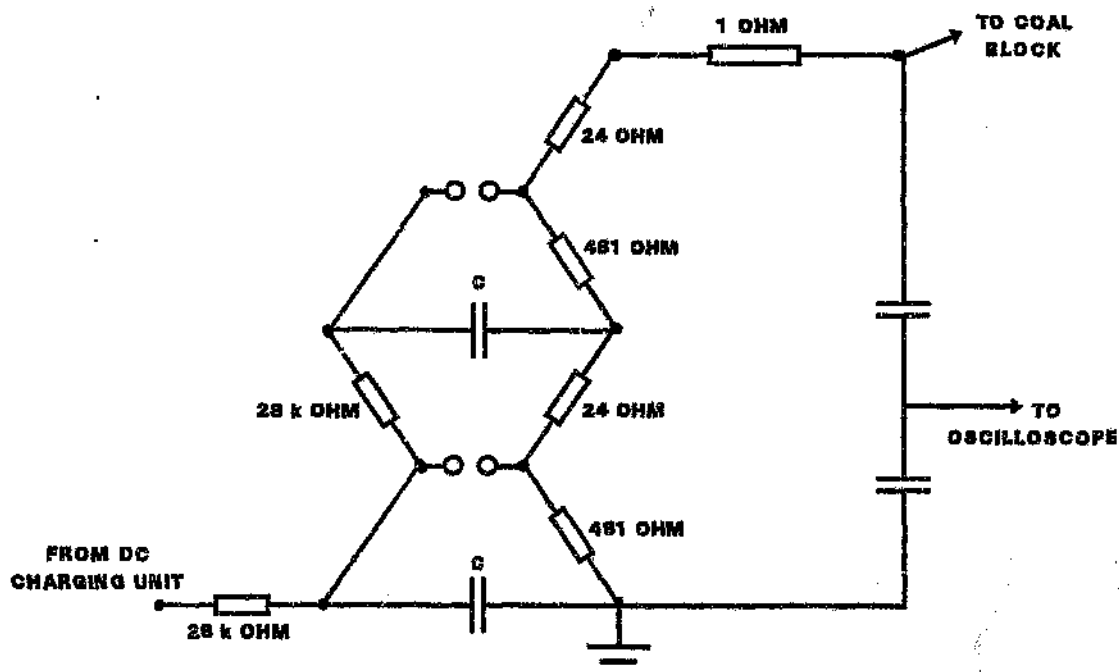 1 OHM
TO COAL
BLOCK
24 OHM
481 OHM
C
28 k OHM
24 OHM
TO
OSCILLOSCOPE
481 OHM
FROM DC
CHARGING UNIT
C
28 k OHM